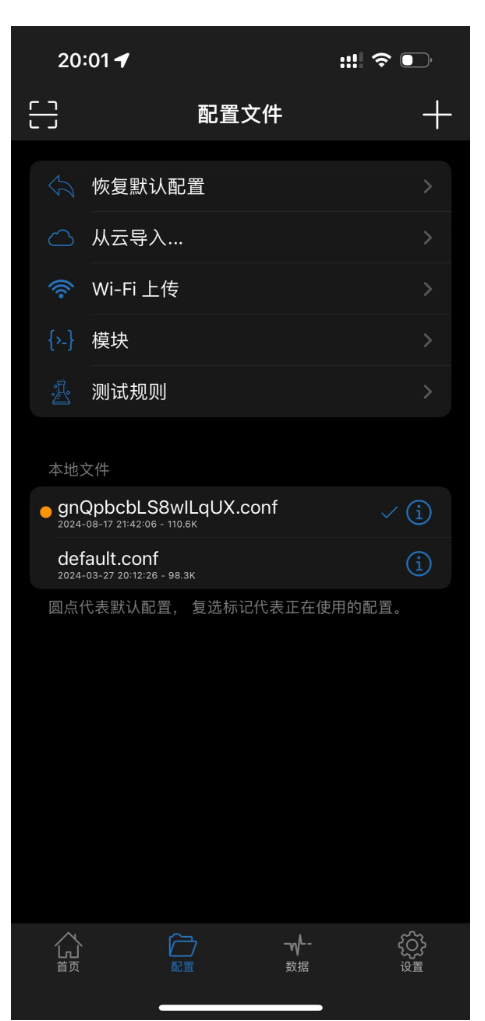 20:01
配置文件
恢复默认配置
从云导入...
Wi-Fi 上传
模块
测试规则
本地文件
gnQpbcbLS8wlLqUX.conf
2024-08-17 21:42:06 - 110.6K
default.conf
2024-03-27 20:12:26 - 98.3K
圆点代表默认配置， 复选标记代表正在使用的配置。
首页
配置
数据
设置